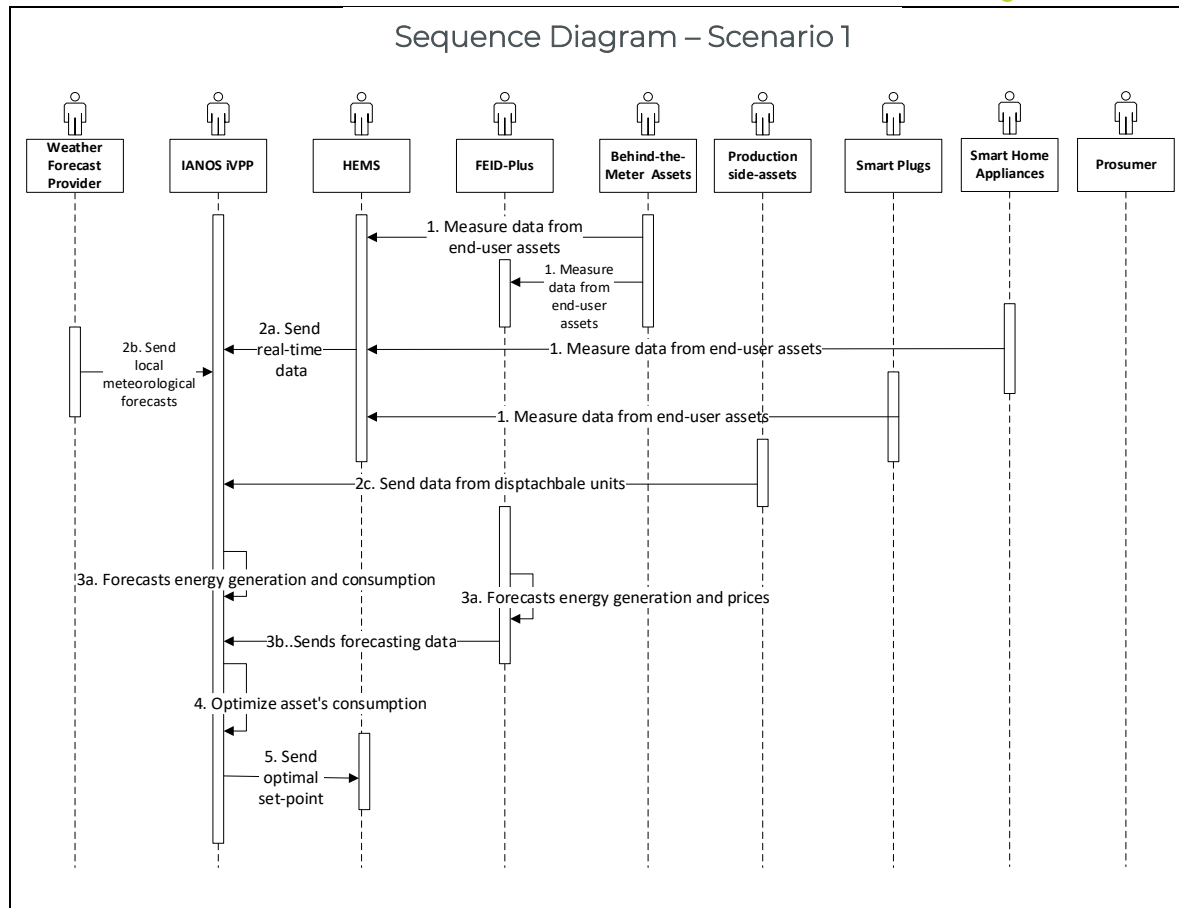 Sequence Diagram – Scenario 1
Weather
Forecast
Provider
IANOS iVPP
HEMS
FEID-Plus
Behind-the-
Meter Assets
Production
side-assets
Smart Plugs
Smart Home
Appliances
Prosumer
1. Measure data from
end-user assets
1. Measure
data from
end-user
assets
2a. Send
real-time
data
1. Measure data from end-user assets
2b. Send
local
meteorological
forecasts
1. Measure data from end-user assets
2c. Send data from disptachbale units
3a. Forecasts energy generation and consumption
3a. Forecasts energy generation and prices
3b..Sends forecasting data
4. Optimize asset's consumption
5. Send
optimal
set-point